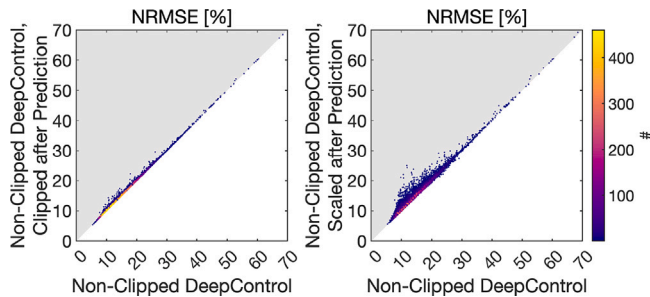 NRMSE [%]
Non-Clipped DeepControl,
Clipped after Prediction
70
60
50
40
30
20
10
0
0 10 20 30 40 50 60 70
Non-Clipped DeepControl
NRMSE [%]
Non-Clipped DeepControl,
Scaled after Prediction
70
60
50
40
30
20
10
0
0 10 20 30 40 50 60 70
Non-Clipped DeepControl
400
300
200
100
#